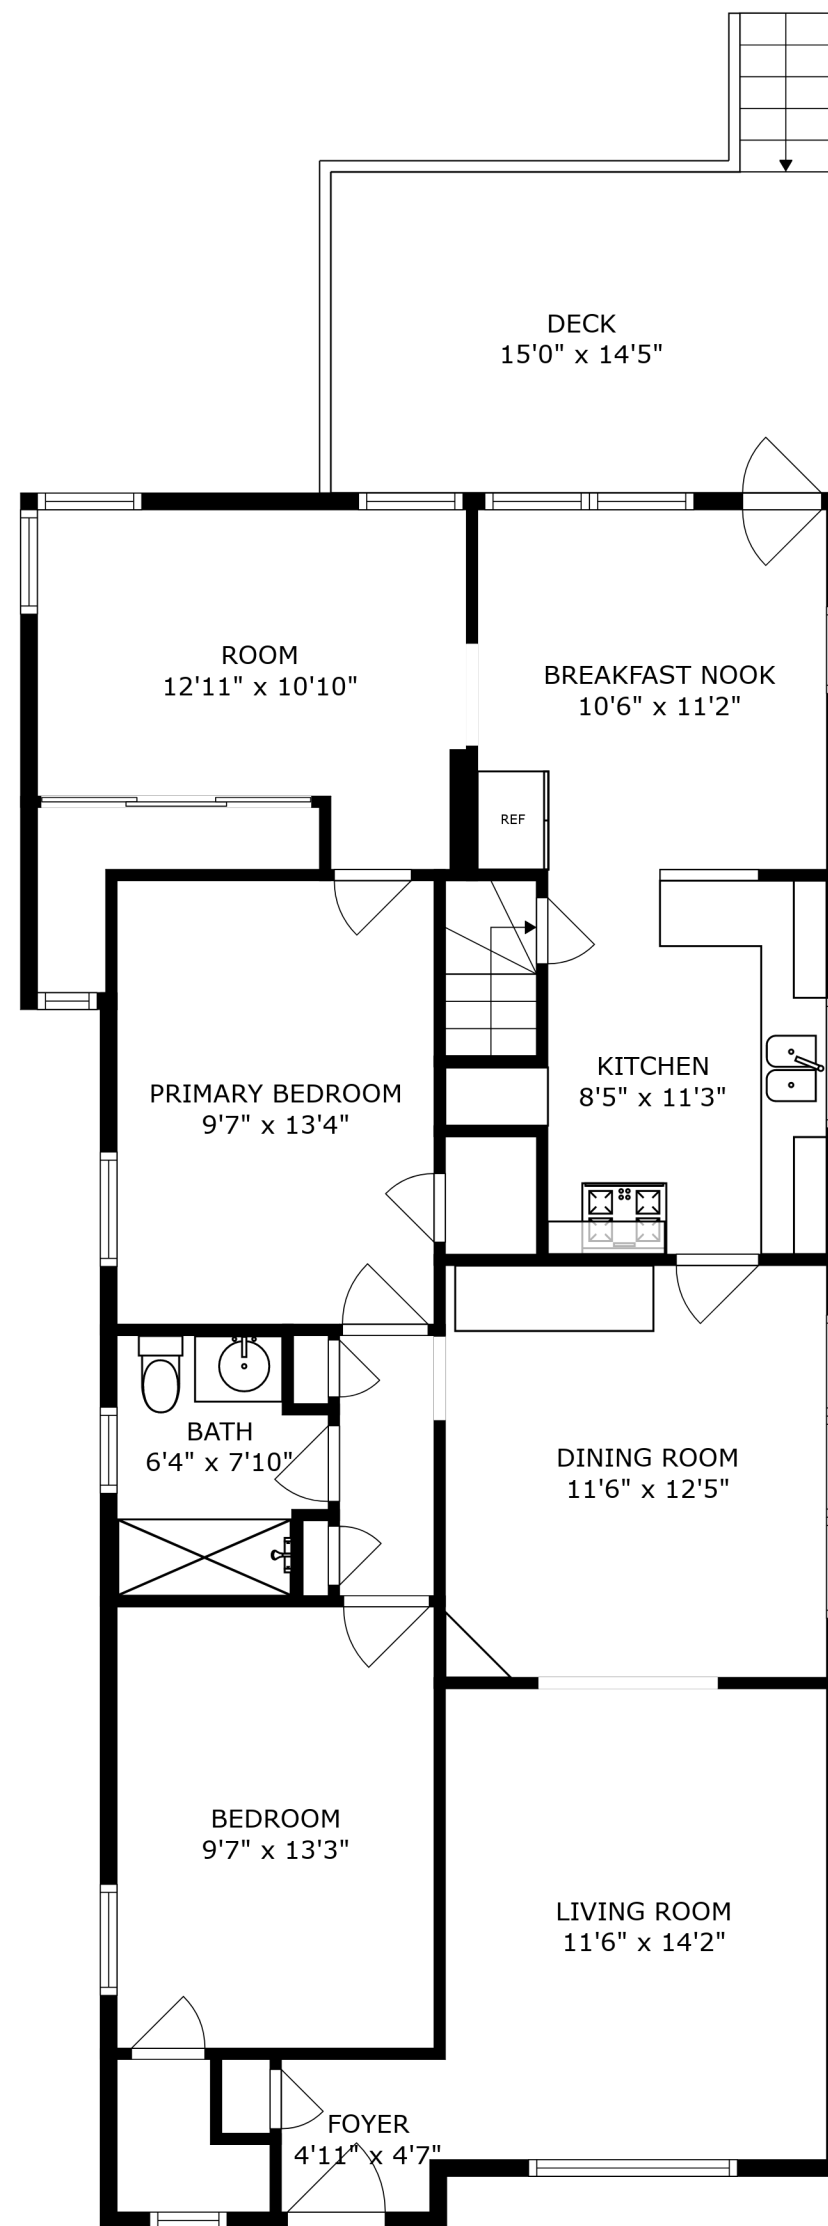 DECK
15'0" x 14'5"
ROOM
12'11" x 10'10"
BREAKFAST NOOK
10'6" x 11'2"
REF
KITCHEN
8'5" x 11'3"
PRIMARY BEDROOM
9'7" x 13'4"
BATH
6'4" x 7'10"
DINING ROOM
11'6" x 12'5"
BEDROOM
9'7" x 13'3"
LIVING ROOM
11'6" x 14'2"
FOYER
4'11" x 4'7"